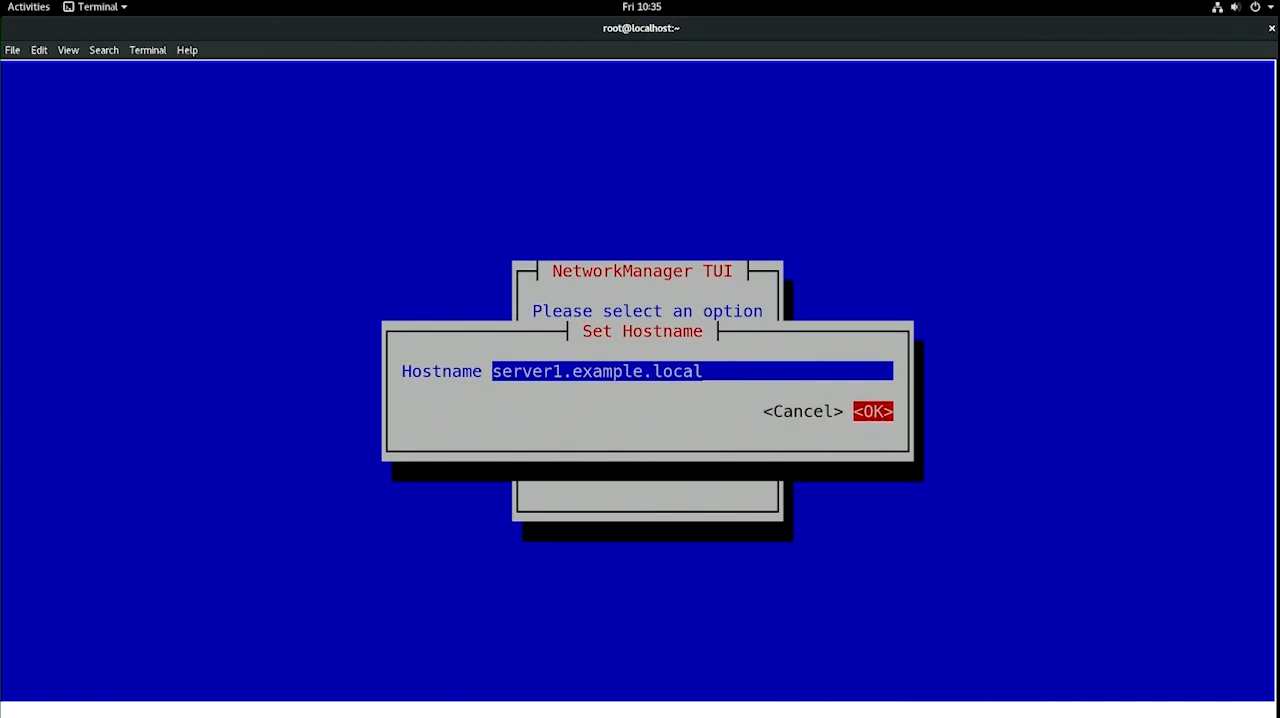 Activities Terminal Fri 10:35
root@localhost:~ ×
File Edit View Search Terminal Help
NetworkManager TUI
Please select an option
Set Hostname
Hostname server1.example.local
<Cancel> <OK>